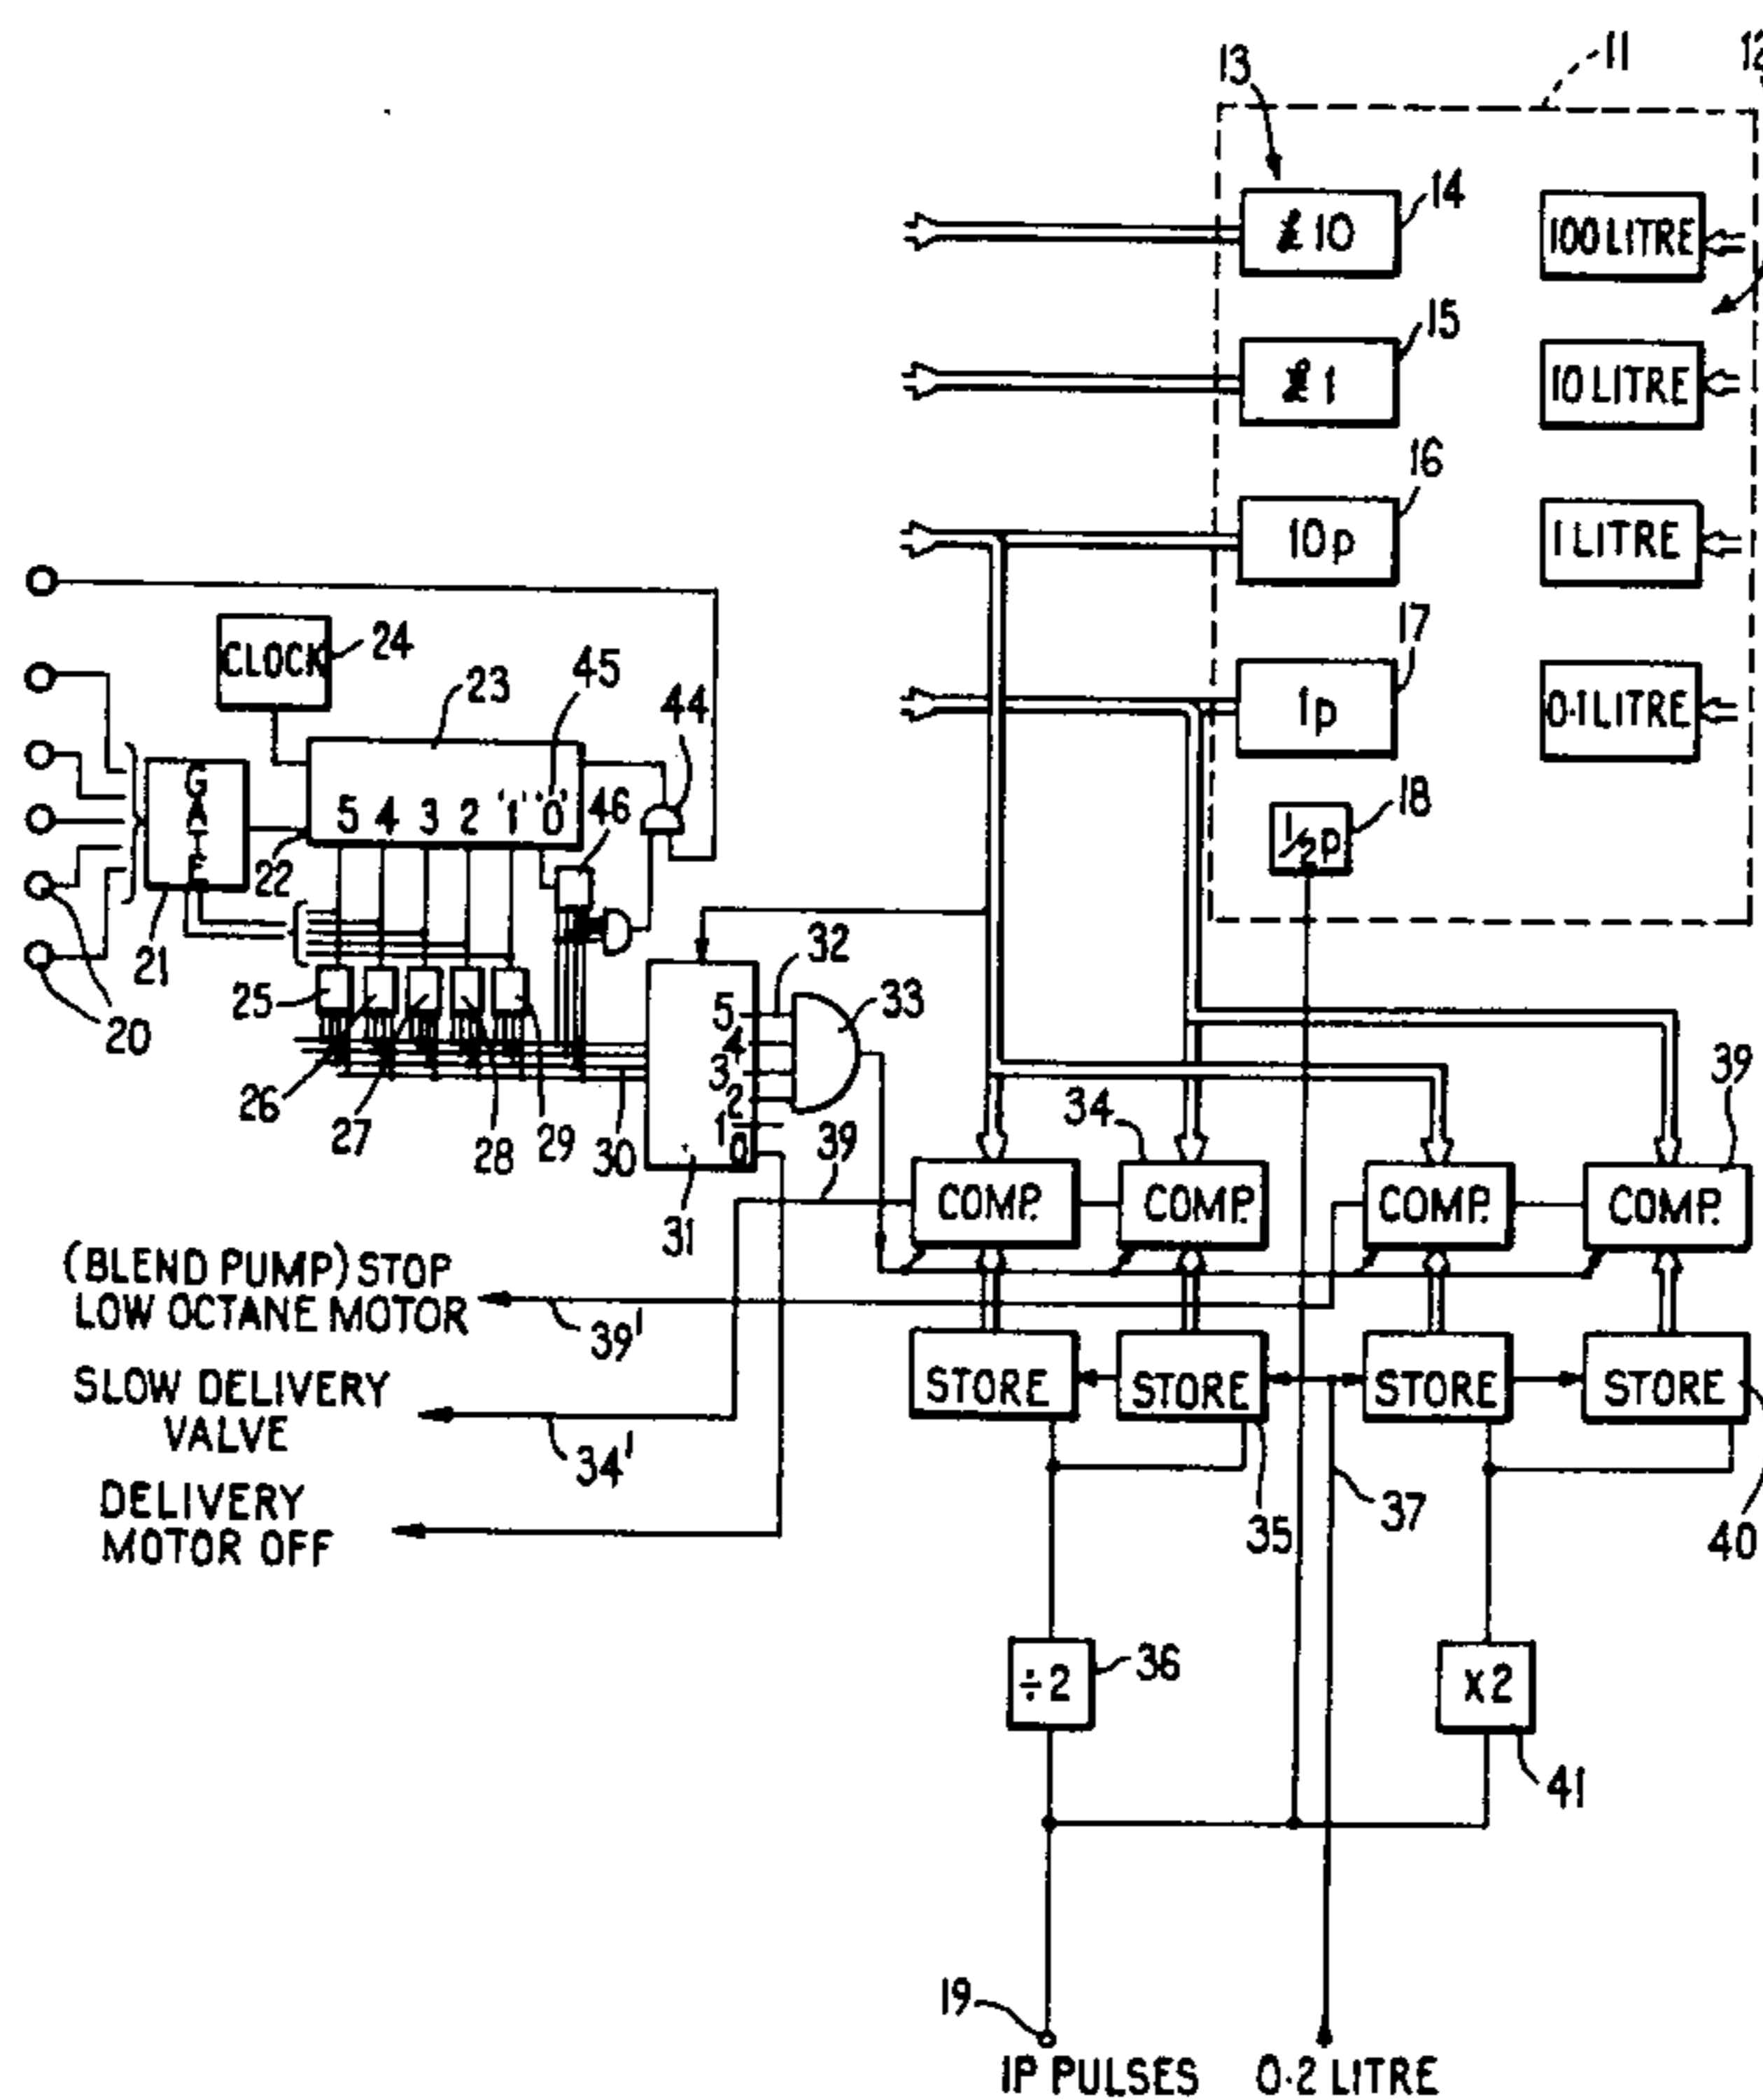 11
12
13
14
£10
100 LITRE
15
£1
10 LITRE
16
10p
1 LITRE
17
1p
0.1 LITRE
18
½p
CLOCK
24
23
45
44
5 4 3 2 '1' '0'
46
GATE
22
21
20
25
26
27
28
29
30
31
32
33
5
4
3
2
1
0
39
34
39
COMP.
COMP.
COMP.
COMP.
(BLEND PUMP) STOP
LOW OCTANE MOTOR
39'
STORE
STORE
STORE
STORE
SLOW DELIVERY
VALVE
34'
35
37
40
DELIVERY
MOTOR OFF
÷2
36
X2
41
19
1P PULSES
0.2 LITRE